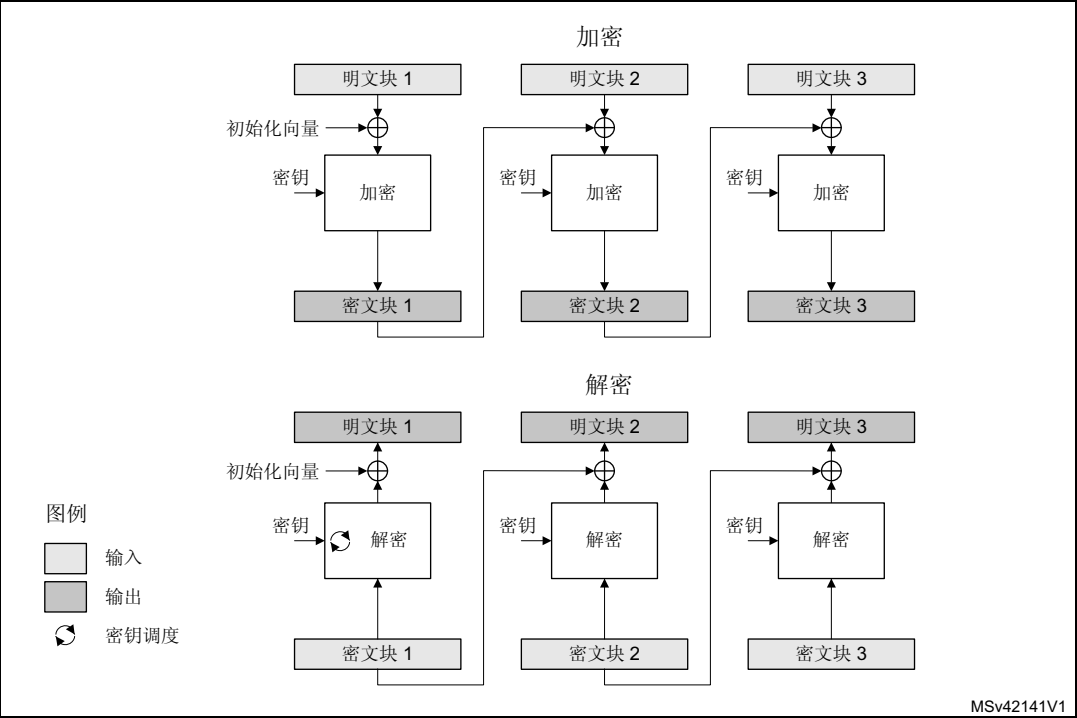 加密
明文块 1
明文块 2
明文块 3
初始化向量
密钥
加密
密钥
加密
密钥
加密
密文块 1
密文块 2
密文块 3
解密
明文块 1
明文块 2
明文块 3
初始化向量
密钥
解密
密钥
解密
密钥
解密
图例
输入
输出
密钥调度
密文块 1
密文块 2
密文块 3
MSv42141V1